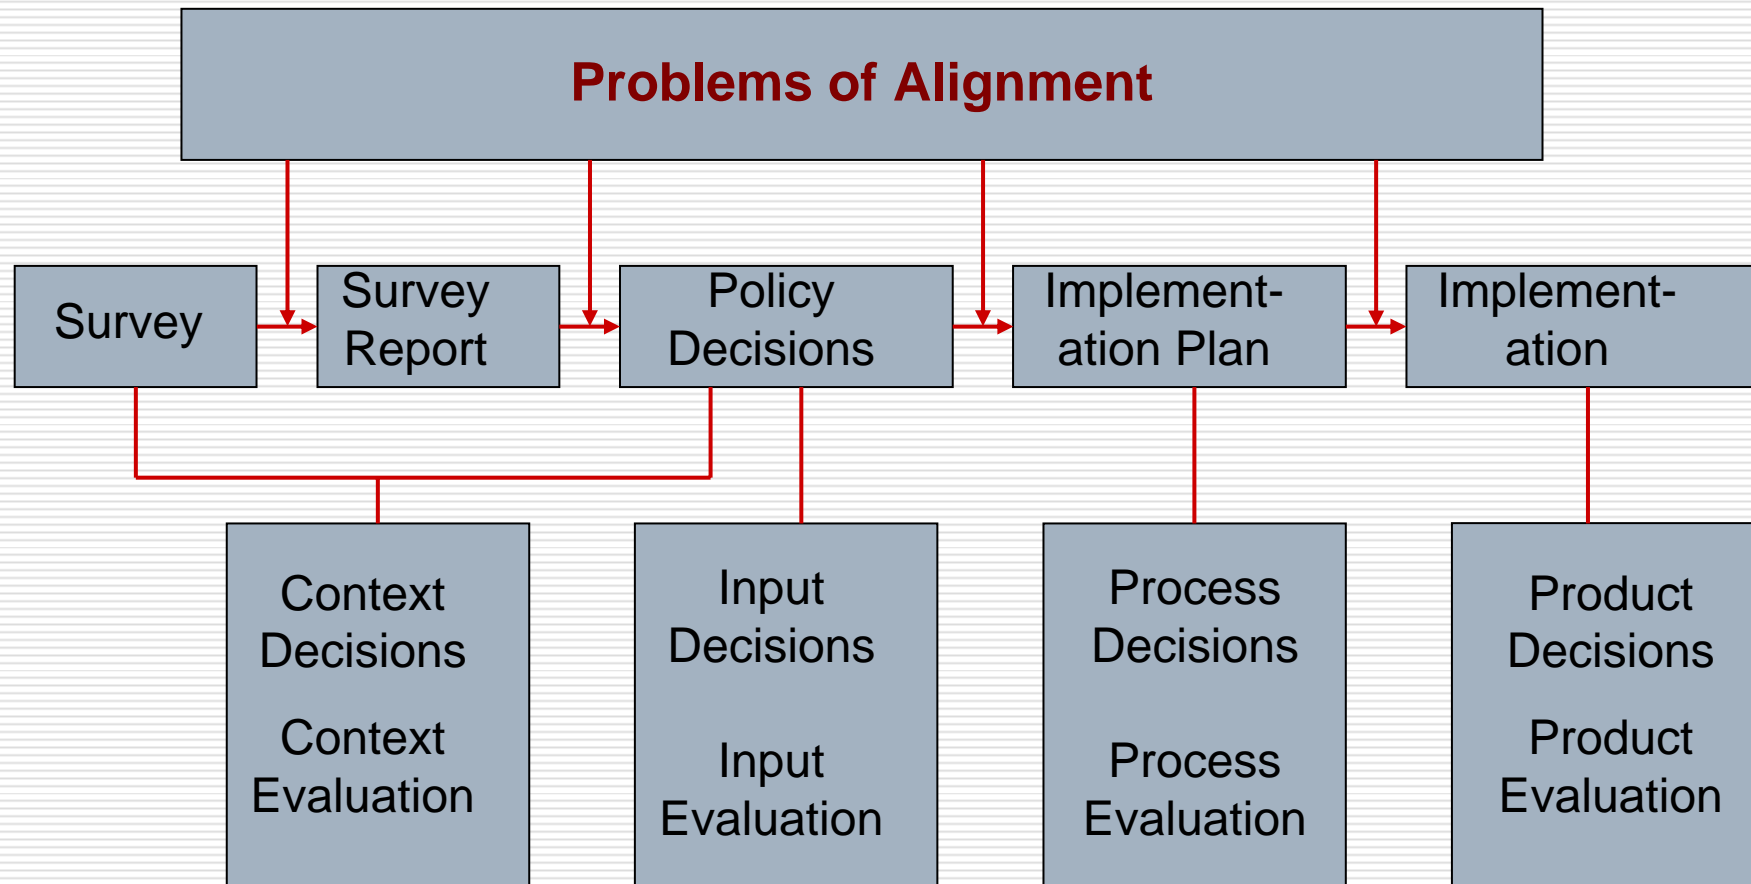 Problems of Alignment
Survey
Survey
Report
Policy
Decisions
Implement-
ation Plan
Implement-
ation
Context
Decisions
Context
Evaluation
Input
Decisions
Input
Evaluation
Process
Decisions
Process
Evaluation
Product
Decisions
Product
Evaluation